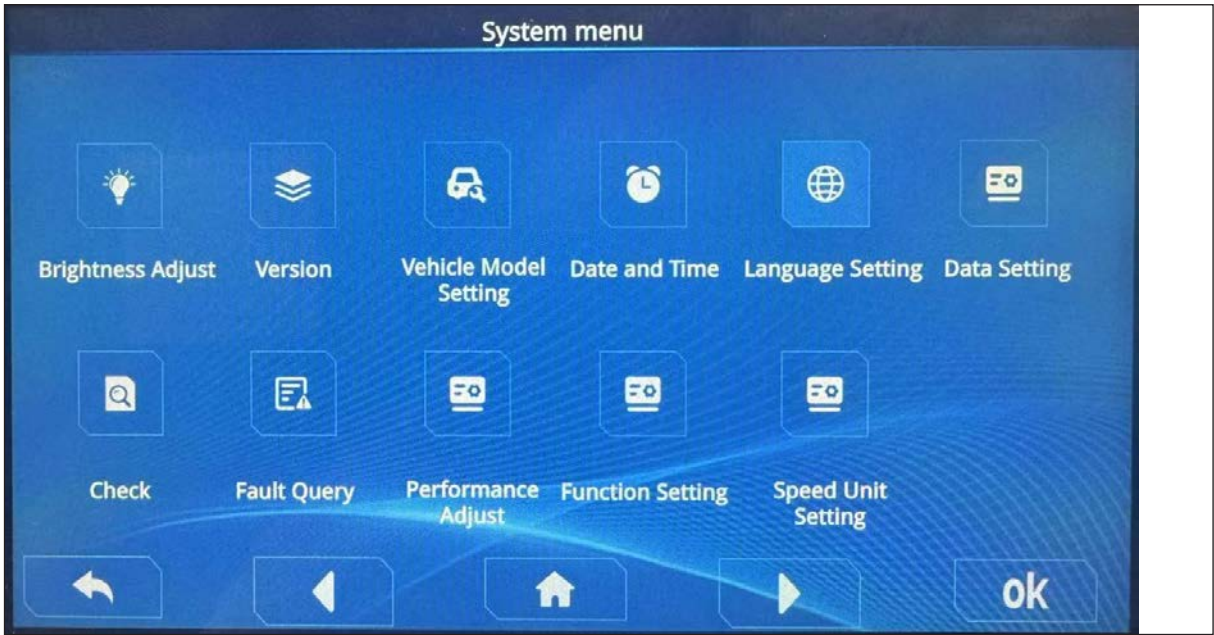 System menu
Brightness Adjust
Version
Vehicle Model
Setting
Date and Time
Language Setting
Data Setting
Check
Fault Query
Performance
Adjust
Function Setting
Speed Unit
Setting
ok